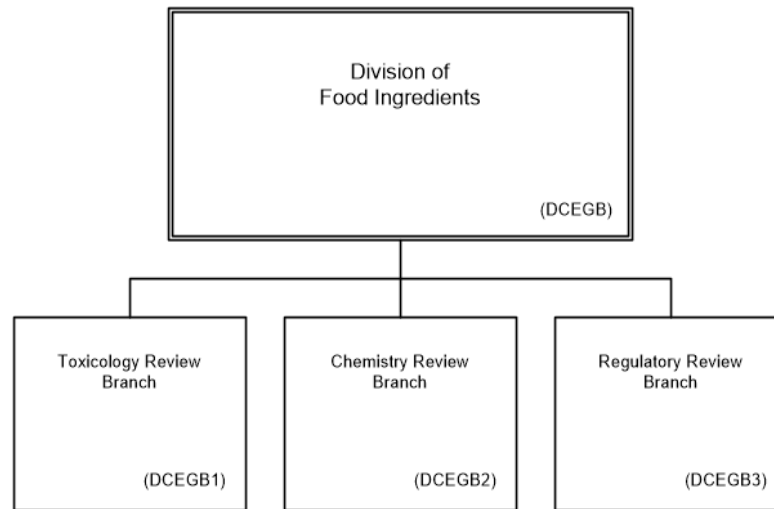 Division of
Food Ingredients
(DCEGB)
Toxicology Review
Branch
(DCEGB1)
Chemistry Review
Branch
(DCEGB2)
Regulatory Review
Branch
(DCEGB3)